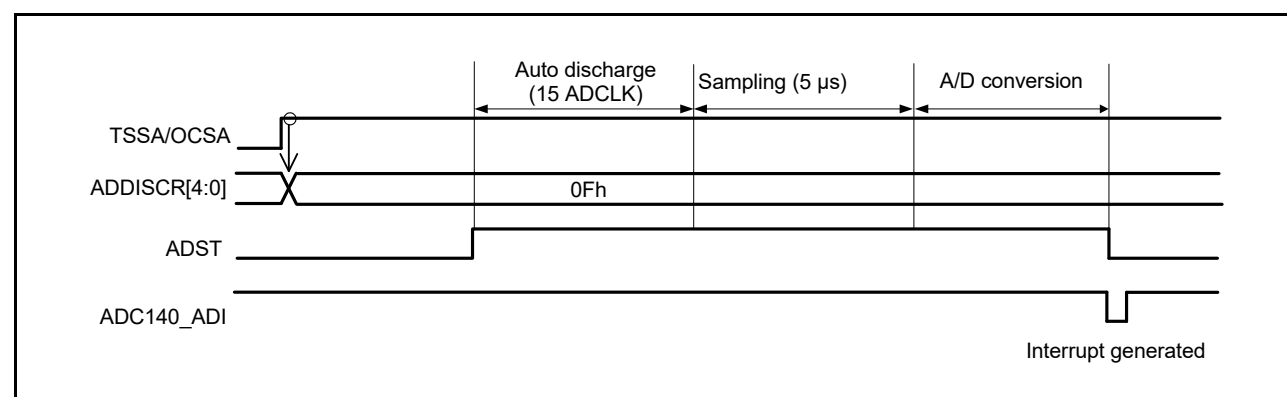 Auto discharge
(15 ADCLK)
Sampling (5 µs)
A/D conversion
TSSA/OCSA
ADDISCR[4:0]
0Fh
ADST
ADC140_ADI
Interrupt generated